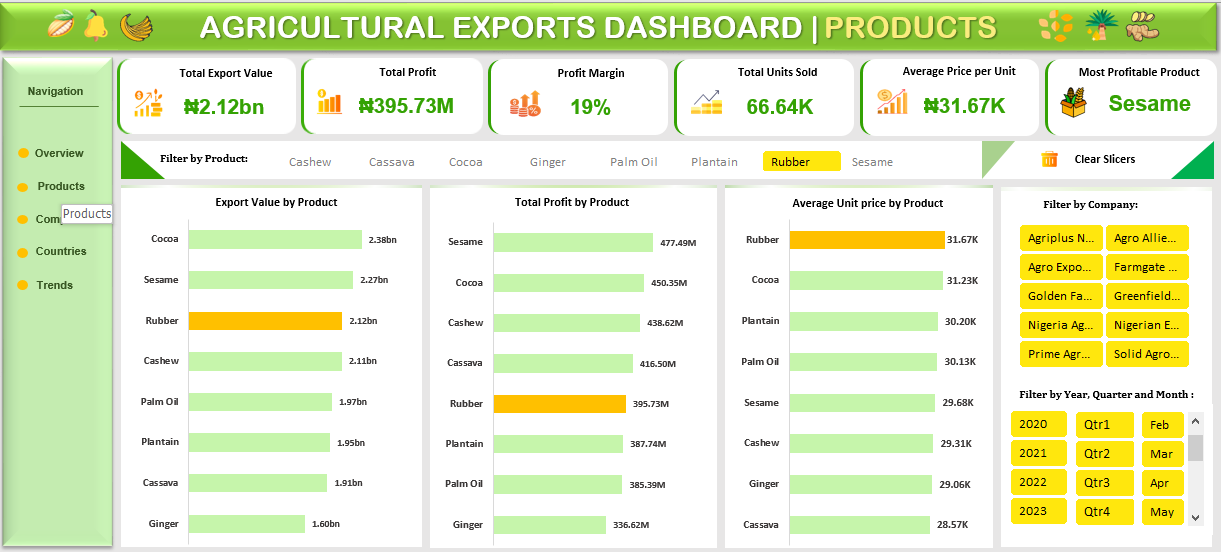 AGRICULTURAL EXPORTS DASHBOARD | PRODUCTS
Navigation
Overview
Products
Com
Products
Countries
Trends
Total Export Value
₦2.12bn
Total Profit
₦395.73M
Profit Margin
19%
Total Units Sold
66.64K
Average Price per Unit
₦31.67K
Most Profitable Product
Sesame
Filter by Product:
Cashew
Cassava
Cocoa
Ginger
Palm Oil
Plantain
Rubber
Sesame
Clear Slicers
Export Value by Product
Cocoa 2.38bn
Sesame 2.27bn
Rubber 2.12bn
Cashew 2.11bn
Palm Oil 1.97bn
Plantain 1.95bn
Cassava 1.91bn
Ginger 1.60bn
Total Profit by Product
Sesame 477.49M
Cocoa 450.35M
Cashew 438.62M
Cassava 416.50M
Rubber 395.73M
Plantain 387.74M
Palm Oil 385.39M
Ginger 336.62M
Average Unit price by Product
Rubber 31.67K
Cocoa 31.23K
Plantain 30.20K
Palm Oil 30.13K
Sesame 29.68K
Cashew 29.31K
Ginger 29.06K
Cassava 28.57K
Filter by Company:
Agriplus N... Agro Allie...
Agro Expo... Farmgate ...
Golden Fa... Greenfield...
Nigeria Ag... Nigerian E...
Prime Agr... Solid Agro...
Filter by Year, Quarter and Month :
2020 Qtr1 Feb
2021 Qtr2 Mar
2022 Qtr3 Apr
2023 Qtr4 May